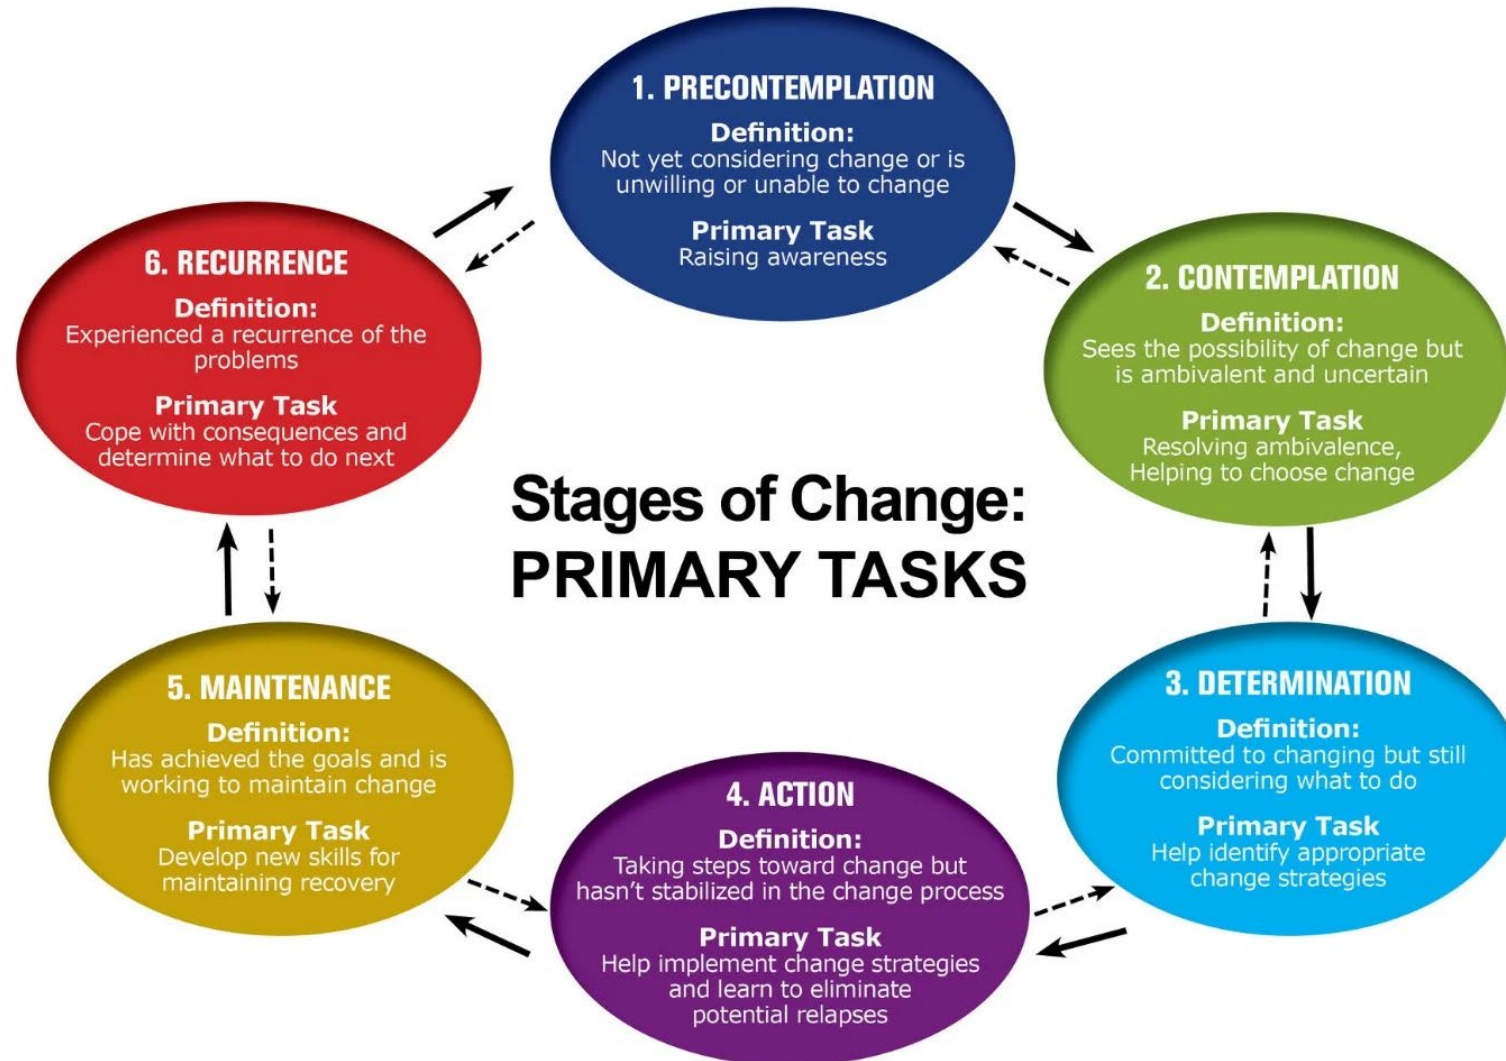 1. PRECONTEMPLATION
Definition:
Not yet considering change or is
unwilling or unable to change
Primary Task
Raising awareness
2. CONTEMPLATION
Definition:
Sees the possibility of change but
is ambivalent and uncertain
Primary Task
Resolving ambivalence,
Helping to choose change
3. DETERMINATION
Definition:
Committed to changing but still
considering what to do
Primary Task
Help identify appropriate
change strategies
4. ACTION
Definition:
Taking steps toward change but
hasn't stabilized in the change process
Primary Task
Help implement change strategies
and learn to eliminate
potential relapses
5. MAINTENANCE
Definition:
Has achieved the goals and is
working to maintain change
Primary Task
Develop new skills for
maintaining recovery
6. RECURRENCE
Definition:
Experienced a recurrence of the
problems
Primary Task
Cope with consequences and
determine what to do next
Stages of Change:
PRIMARY TASKS